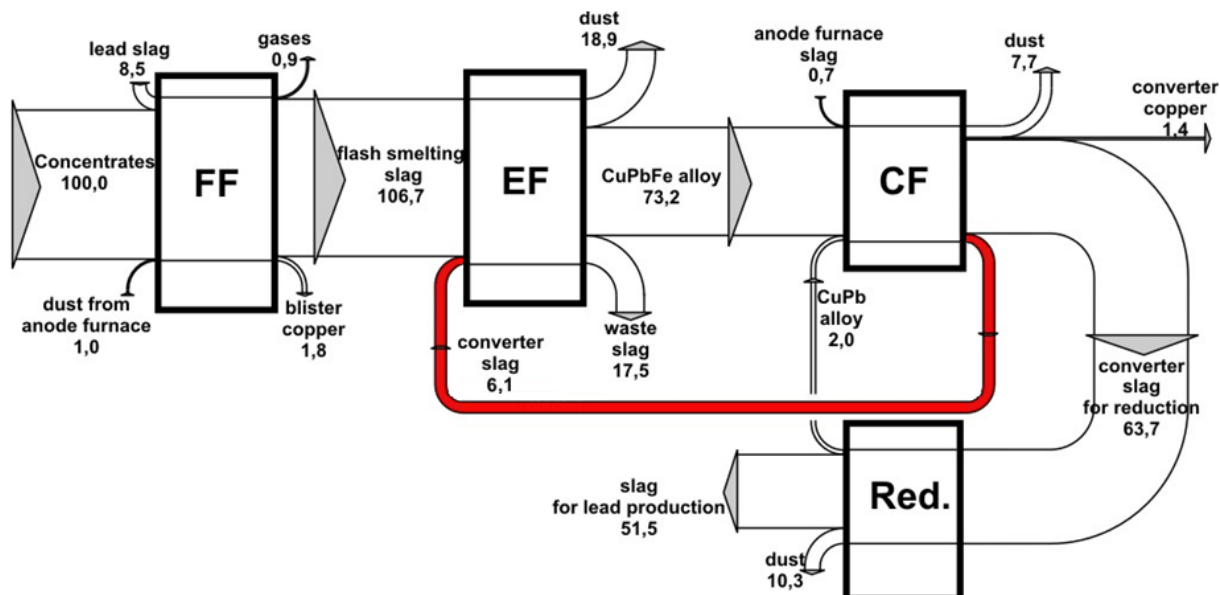 lead slag
8,5
gases
0,9
dust
18,9
anode furnace
slag
0,7
dust
7,7
converter
copper
1,4
Concentrates
100,0
FF
flash smelting
slag
106,7
EF
CuPbFe alloy
73,2
CF
dust from
anode furnace
1,0
blister
copper
1,8
converter
slag
6,1
waste
slag
17,5
CuPb
alloy
2,0
converter
slag
for reduction
63,7
slag
for lead production
51,5
Red.
dust
10,3